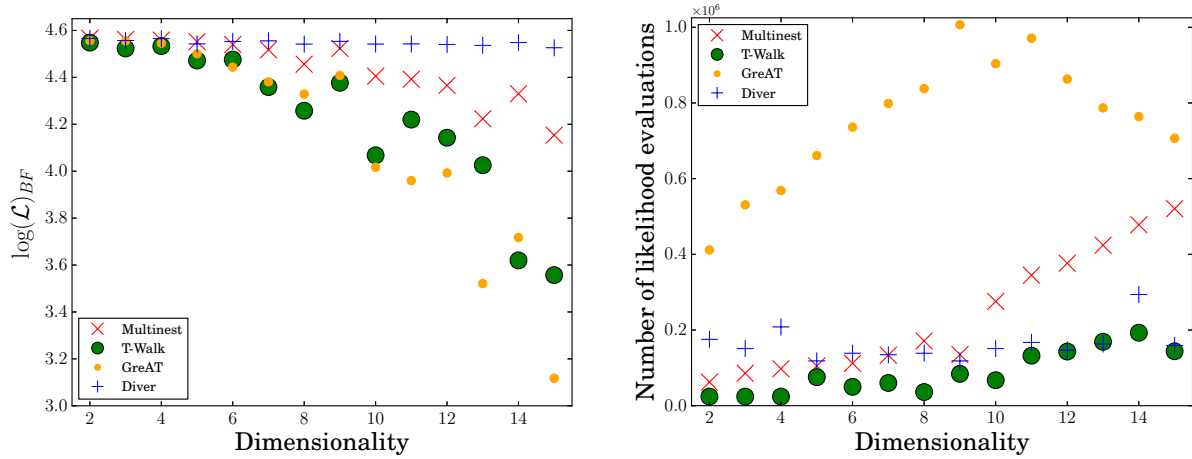 4.6
4.4
4.2
4.0
3.8
3.6
3.4
3.2
3.0
log(ℒ)_{BF}
Multinest
T-Walk
GreAT
Diver
2 4 6 8 10 12 14
Dimensionality
×10⁶
1.0
0.8
0.6
0.4
0.2
0.0
Number of likelihood evaluations
Multinest
T-Walk
GreAT
Diver
2 4 6 8 10 12 14
Dimensionality